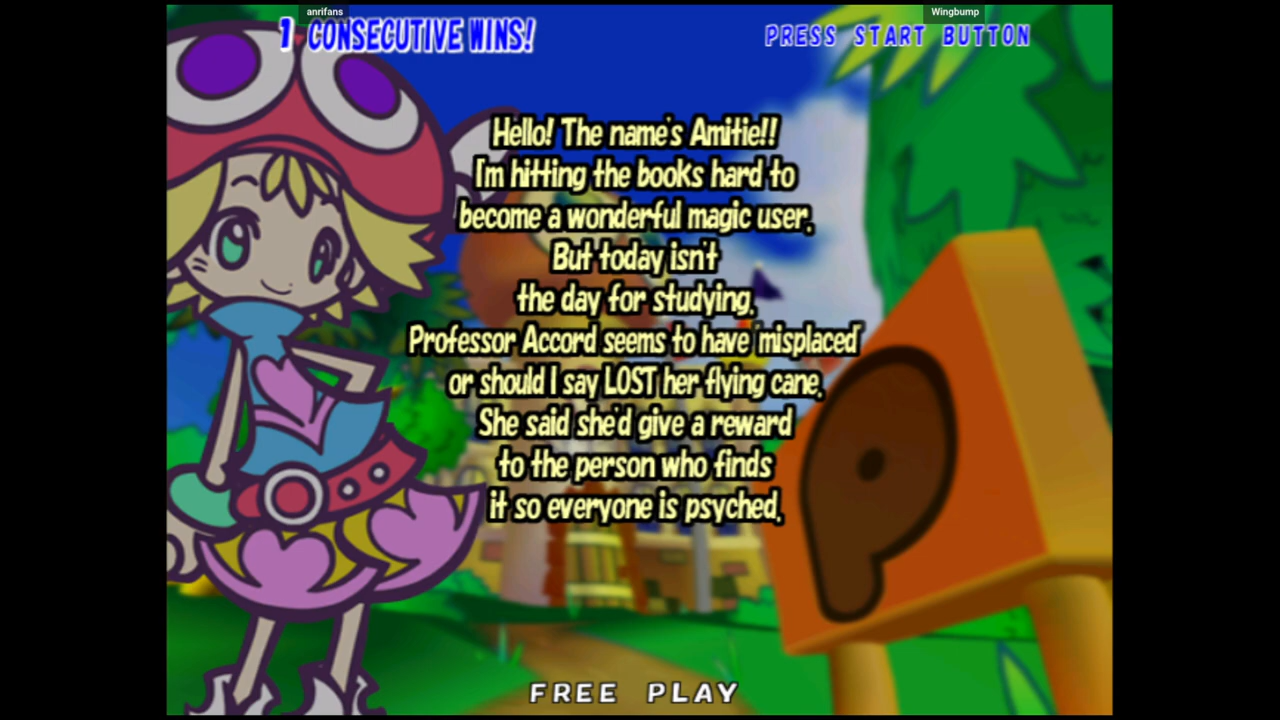 anrifans
Wingbump
1 CONSECUTIVE WINS!
PRESS START BUTTON
Hello! The name's Amitie!!
I'm hitting the books hard to
become a wonderful magic user.
But today isn't
the day for studying.
Professor Accord seems to have 'misplaced'
or should I say LOST her flying cane.
She said she'd give a reward
to the person who finds
it so everyone is psyched.
P
FREE PLAY